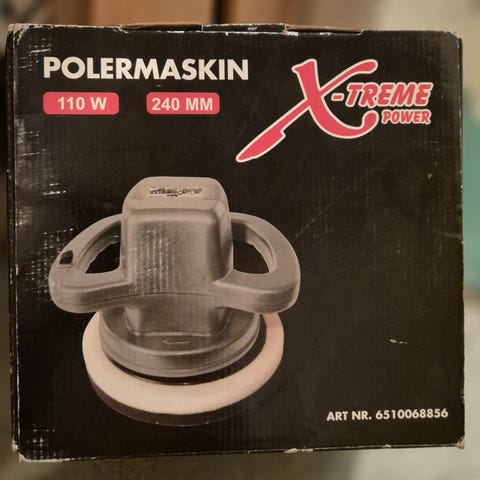 POLERMASKIN
110 W
240 MM
X-TREME
POWER
ART NR. 6510068856